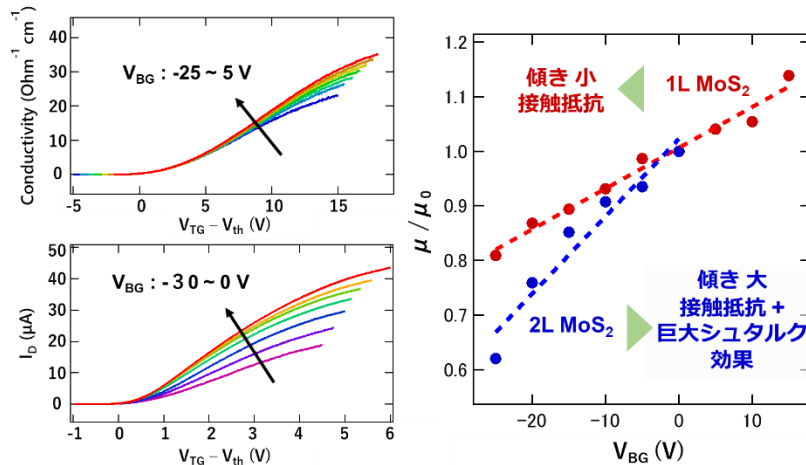 Conductivity (Ohm⁻¹ cm⁻¹)
40
30
20
10
0
V_BG : -25 ~ 5 V
-5
0
5
10
15
V_TG – V_th (V)
I_D (µA)
50
40
30
20
10
0
V_BG : -30~0 V
-1
0
1
2
3
4
5
6
V_TG – V_th (V)
μ / μ₀
1.2
1.1
1.0
0.9
0.8
0.7
0.6
傾き 小
接触抵抗
1L MoS₂
2L MoS₂
傾き 大
接触抵抗 +
巨大シュタルク
効果
-20
-10
0
10
V_BG (V)